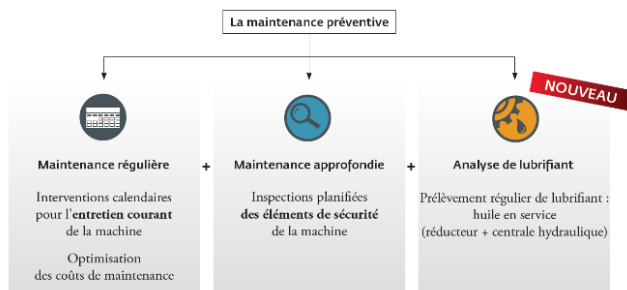 La maintenance préventive
NOUVEAU
Maintenance régulière
+
Maintenance approfondie
+
Analyse de lubrifiant
Interventions calendaires
pour l'entretien courant
de la machine
Optimisation
des coûts de maintenance
Inspections planifiées
des éléments de sécurité
de la machine
Prélèvement régulier de lubrifiant :
huile en service
(réducteur + centrale hydraulique)